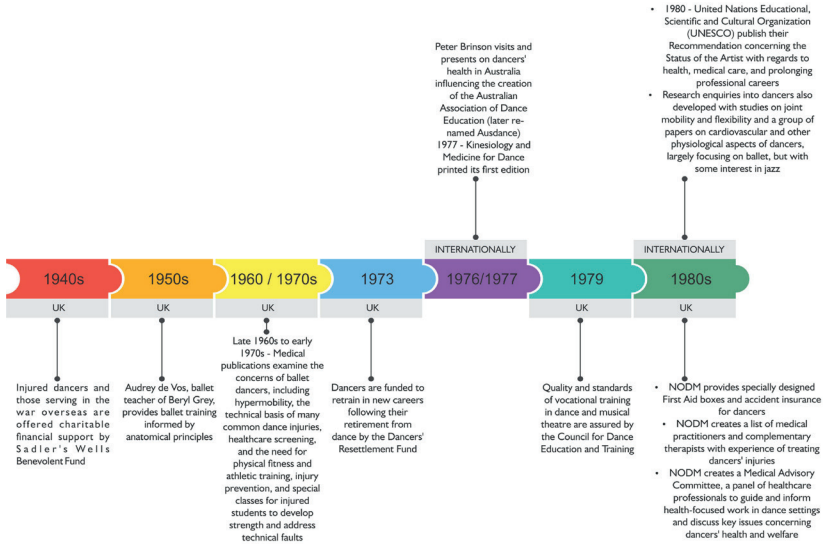 • 1980 - United Nations Educational,
Scientific and Cultural Organization
(UNESCO) publish their
Recommendation concerning the
Status of the Artist with regards to
health, medical care, and prolonging
professional careers
• Research enquiries into dancers also
developed with studies on joint
mobility and flexibility and a group of
papers on cardiovascular and other
physiological aspects of dancers,
largely focusing on ballet, but with
some interest in jazz
Peter Brinson visits and
presents on dancers'
health in Australia
influencing the creation
of the Australian
Association of Dance
Education (later re-
named Ausdance)
1977 - Kinesiology and
Medicine for Dance
printed its first edition
INTERNATIONALLY
INTERNATIONALLY
1940s
1950s
1960 / 1970s
1973
1976/1977
1979
1980s
UK
UK
UK
UK
UK
UK
Injured dancers and
those serving in the
war overseas are
offered charitable
financial support by
Sadler's Wells
Benevolent Fund
Audrey de Vos, ballet
teacher of Beryl Grey,
provides ballet training
informed by
anatomical principles
Late 1960s to early
1970s - Medical
publications examine the
concerns of ballet
dancers, including
hypermobility, the
technical basis of many
common dance injuries,
healthcare screening,
and the need for
physical fitness and
athletic training, injury
prevention, and special
classes for injured
students to develop
strength and address
technical faults
Dancers are funded to
retrain in new careers
following their
retirement from
dance by the Dancers'
Resettlement Fund
Quality and standards
of vocational training
in dance and musical
theatre are assured by
the Council for Dance
Education and Training
• NODM provides specially designed
First Aid boxes and accident insurance
for dancers
• NODM creates a list of medical
practitioners and complementary
therapists with experience of treating
dancers' injuries
• NODM creates a Medical Advisory
Committee, a panel of healthcare
professionals to guide and inform
health-focused work in dance settings
and discuss key issues concerning
dancers' health and welfare